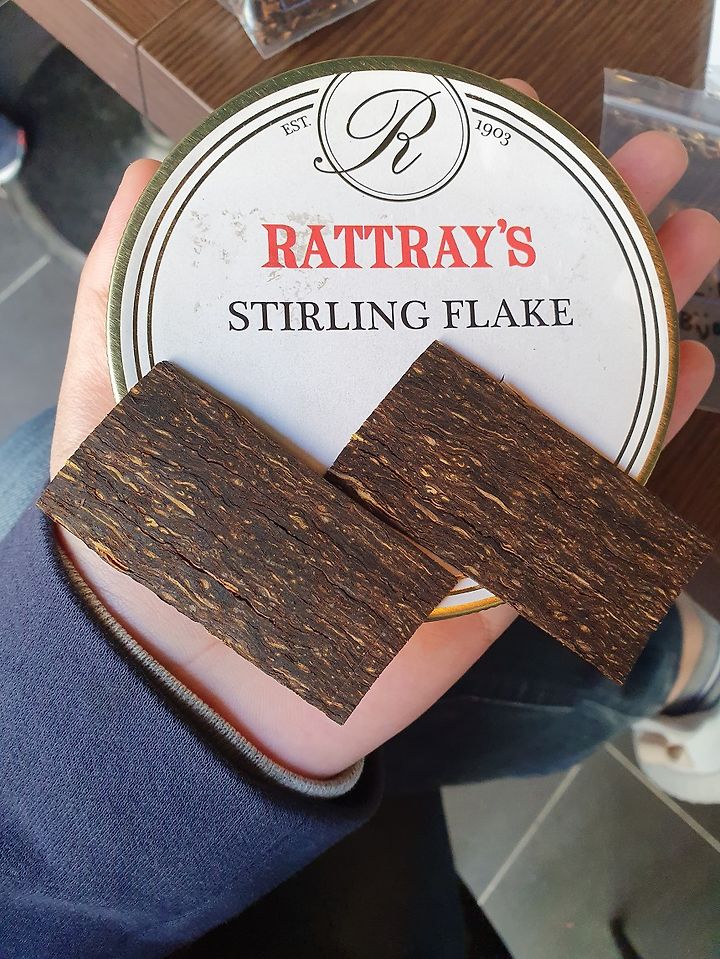 EST. R 1903
RATTRAY'S
STIRLING FLAKE